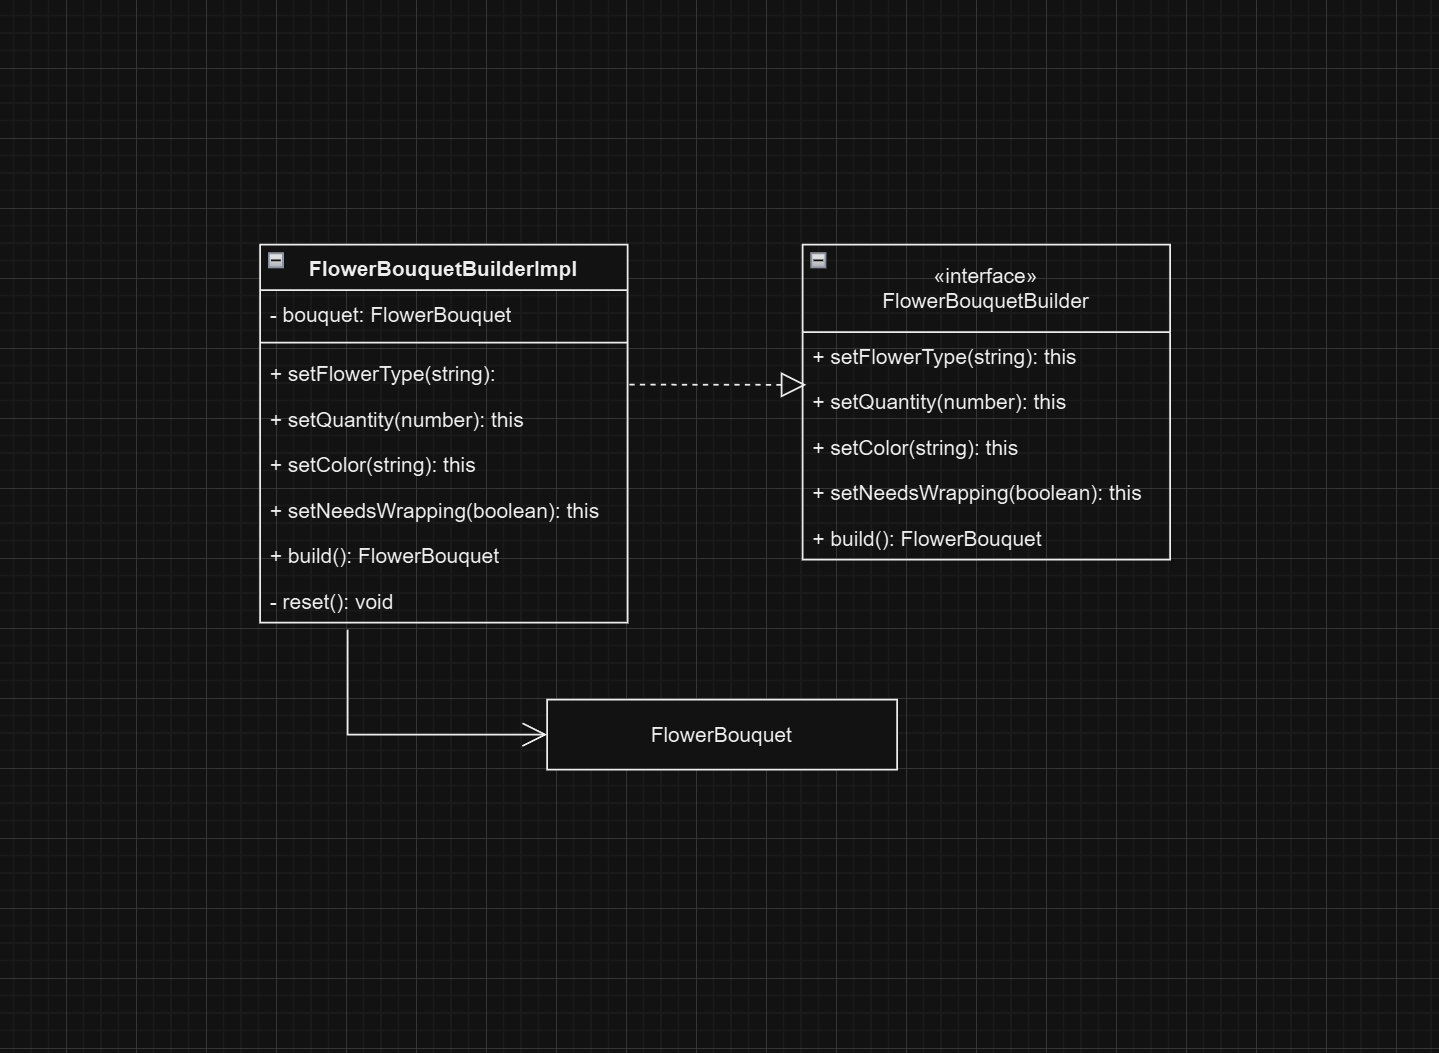 FlowerBouquetBuilderImpl
- bouquet: FlowerBouquet
+ setFlowerType(string):
+ setQuantity(number): this
+ setColor(string): this
+ setNeedsWrapping(boolean): this
+ build(): FlowerBouquet
- reset(): void
«interface»
FlowerBouquetBuilder
+ setFlowerType(string): this
+ setQuantity(number): this
+ setColor(string): this
+ setNeedsWrapping(boolean): this
+ build(): FlowerBouquet
FlowerBouquet